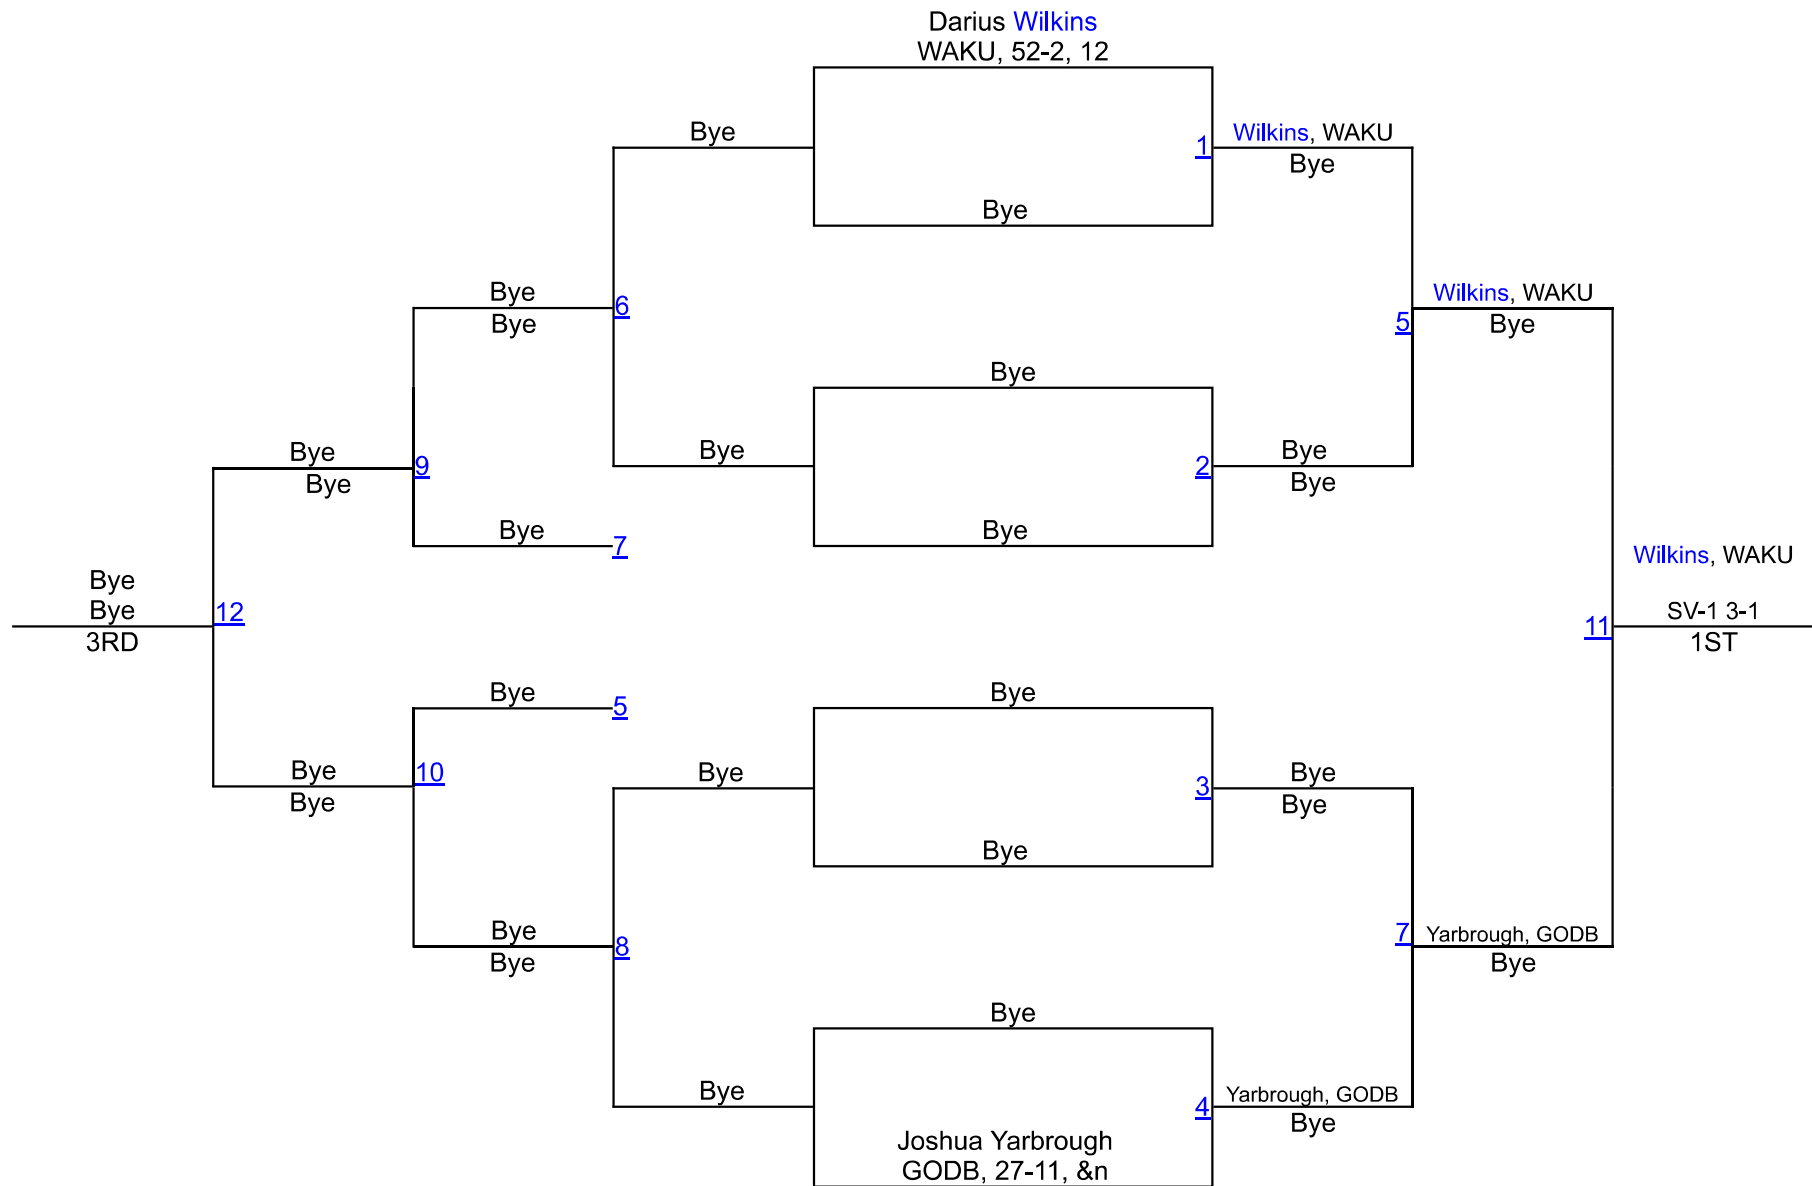 Darius Wilkins
WAKU, 52-2, 12
Bye
1
Wilkins, WAKU
Bye
Bye
Bye
Bye
6
Wilkins, WAKU
5
Bye
Bye
Bye
2
Bye
Bye
Bye
Bye
9
Bye
Bye
7
Wilkins, WAKU
Bye
Bye
12
3RD
SV-1 3-1
11
1ST
Bye
5
Bye
Bye
10
Bye
Bye
3
Bye
Bye
Bye
Bye
8
Bye
7
Yarbrough, GODB
Bye
Bye
Bye
4
Yarbrough, GODB
Bye
Joshua Yarbrough
GODB, 27-11, &n